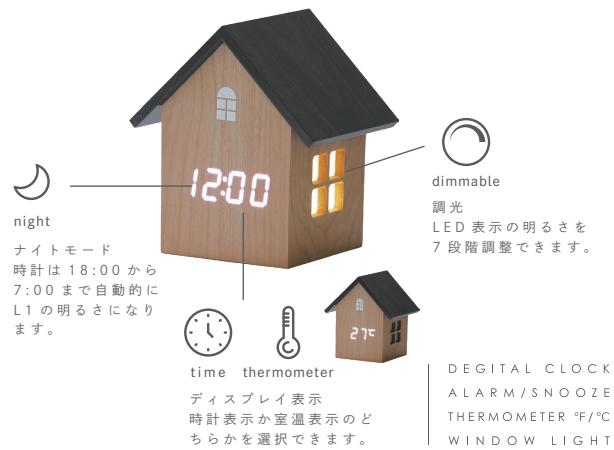 12:00
dimmable
調光
LED 表示の明るさを
7 段階調整できます。
night
ナイトモード
時計は 18:00 から
7:00 まで自動的に
L1 の明るさになり
ます。
27℃
time
thermometer
ディスプレイ表示
時計表示か室温表示のど
ちらかを選択できます。
DEGITAL CLOCK
ALARM/SNOOZE
THERMOMETER °F/°C
WINDOW LIGHT